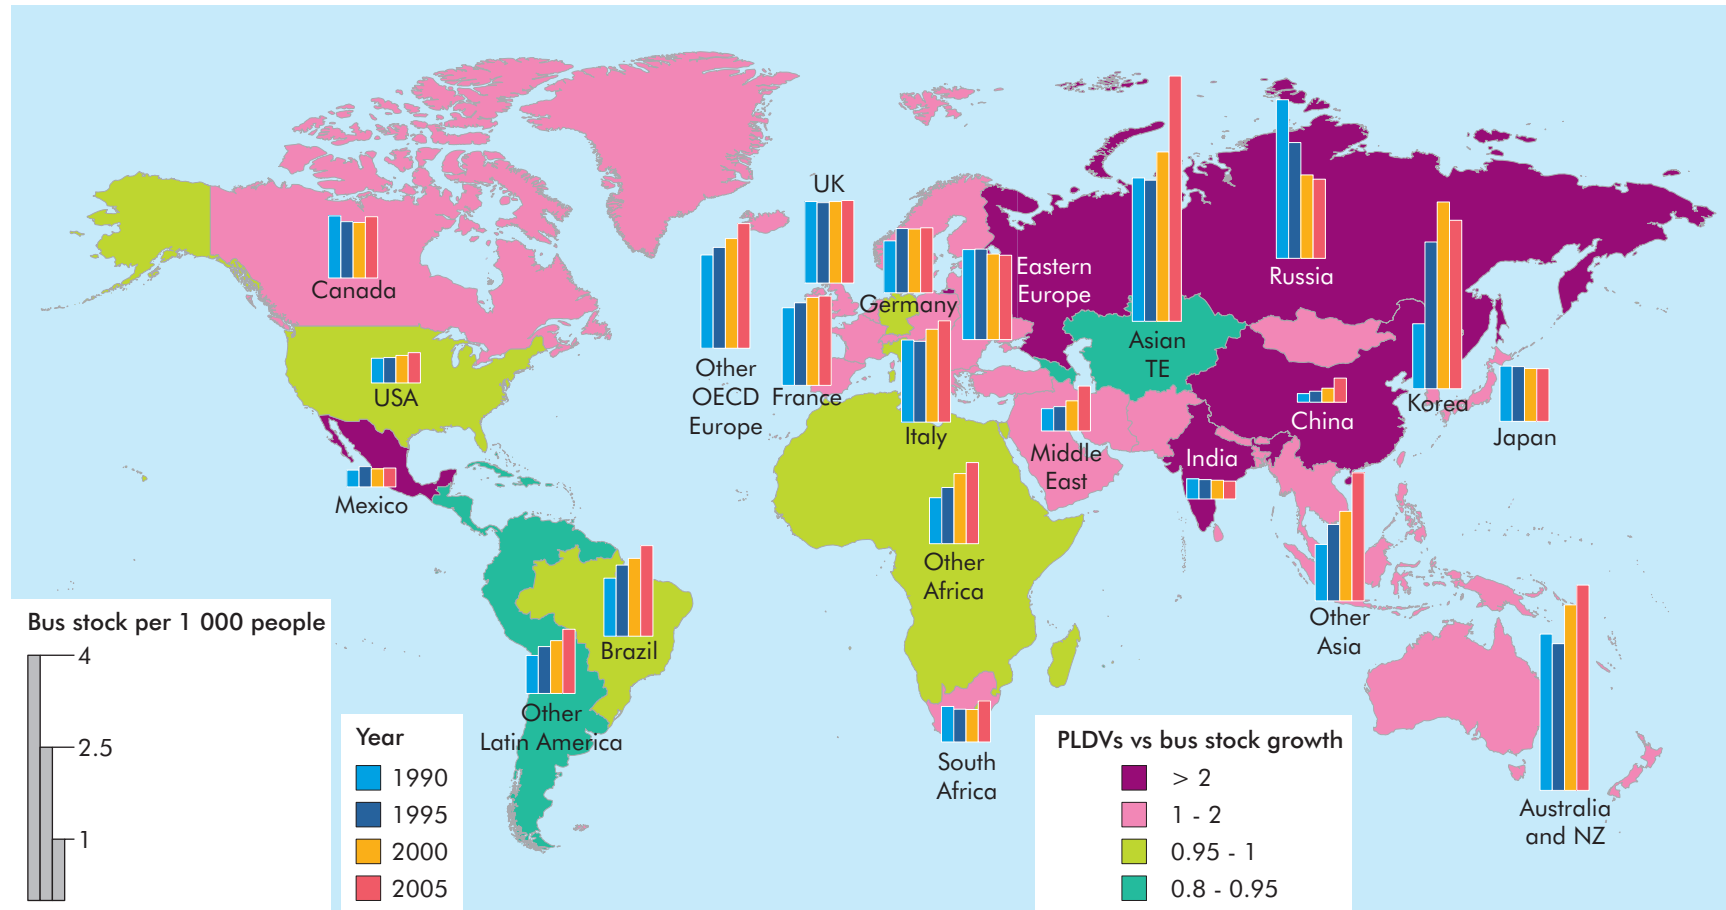 UK
Canada
Germany
Eastern
Europe
Russia
Asian
TE
USA
Other
OECD
Europe
France
Italy
Middle
East
China
Korea
Japan
India
Mexico
Other
Africa
Other
Asia
Brazil
Other
Latin America
South
Africa
Australia
and NZ
Bus stock per 1 000 people
4
2.5
1
Year
1990
1995
2000
2005
PLDVs vs bus stock growth
> 2
1 - 2
0.95 - 1
0.8 - 0.95